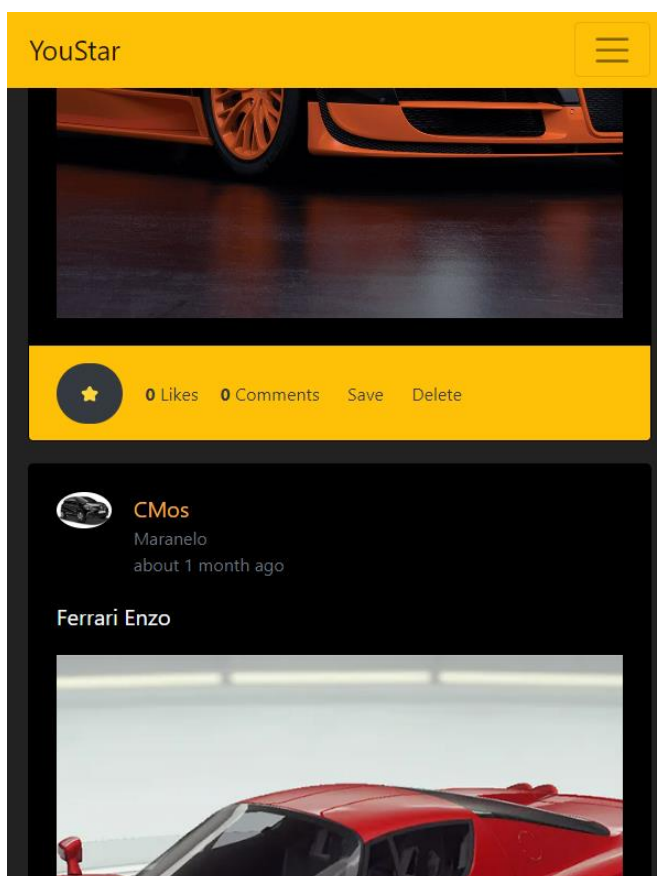 YouStar
0 Likes 0 Comments Save Delete
CMos
Maranelo
about 1 month ago
Ferrari Enzo